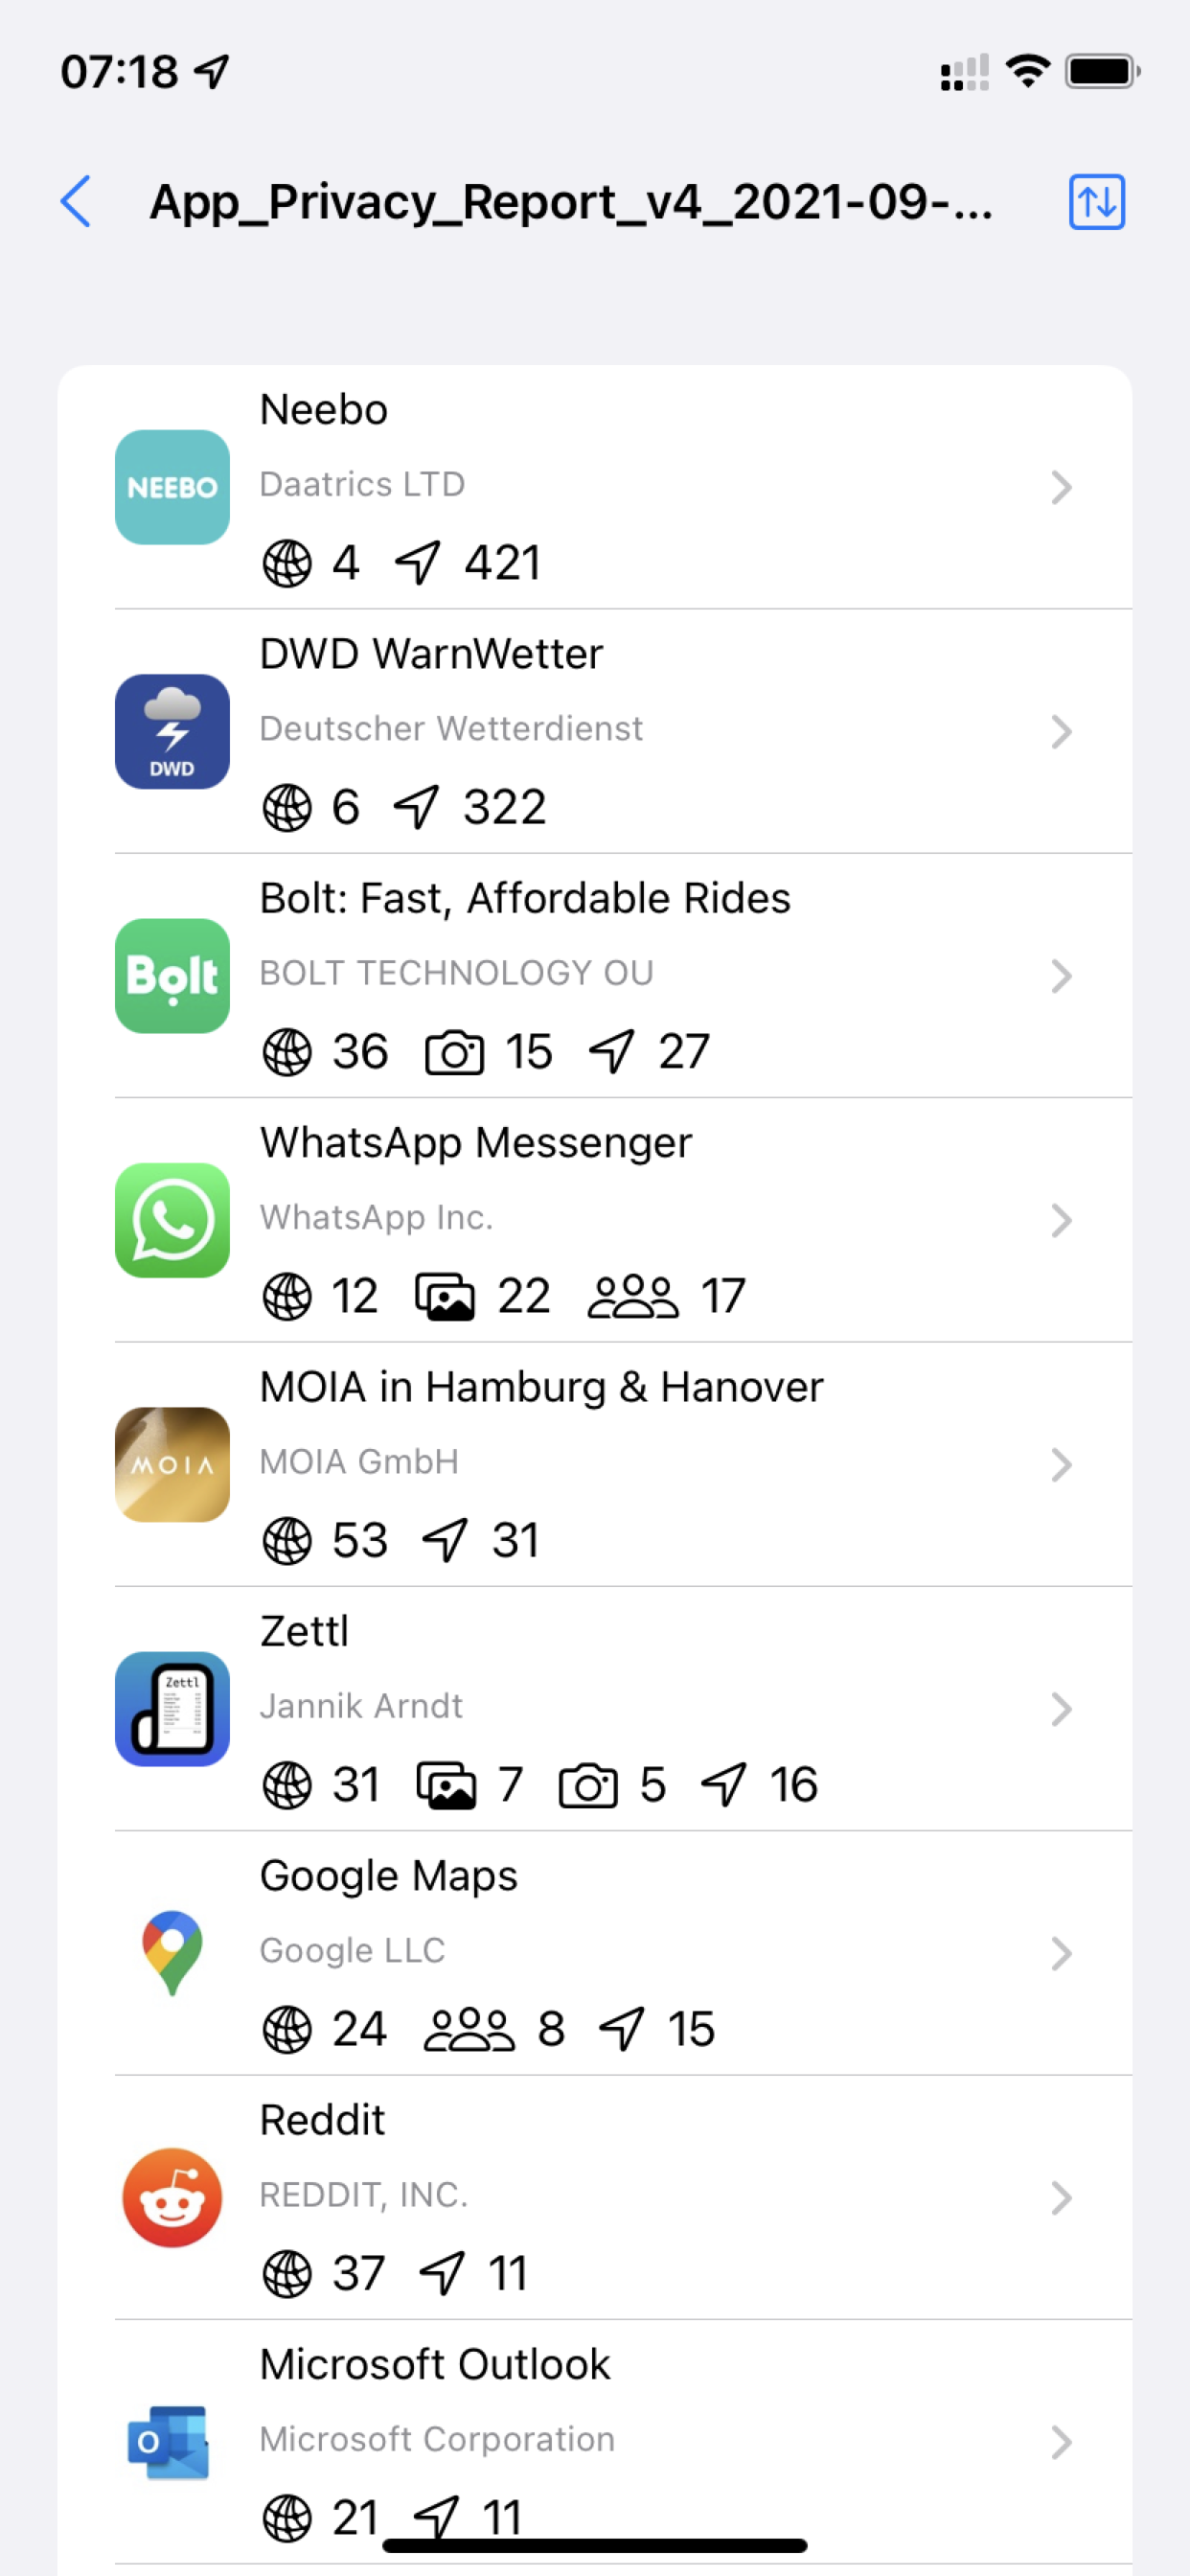 07:18
App_Privacy_Report_v4_2021-09-...
Neebo
NEEBO
Daatrics LTD
4 421
DWD WarnWetter
DWD
Deutscher Wetterdienst
6 322
Bolt: Fast, Affordable Rides
Bolt
BOLT TECHNOLOGY OU
36 15 27
WhatsApp Messenger
WhatsApp Inc.
12 22 17
MOIA in Hamburg & Hanover
MOIA
MOIA GmbH
53 31
Zettl
Zettl
Jannik Arndt
31 7 5 16
Google Maps
Google LLC
24 8 15
Reddit
REDDIT, INC.
37 11
Microsoft Outlook
O
Microsoft Corporation
21 11